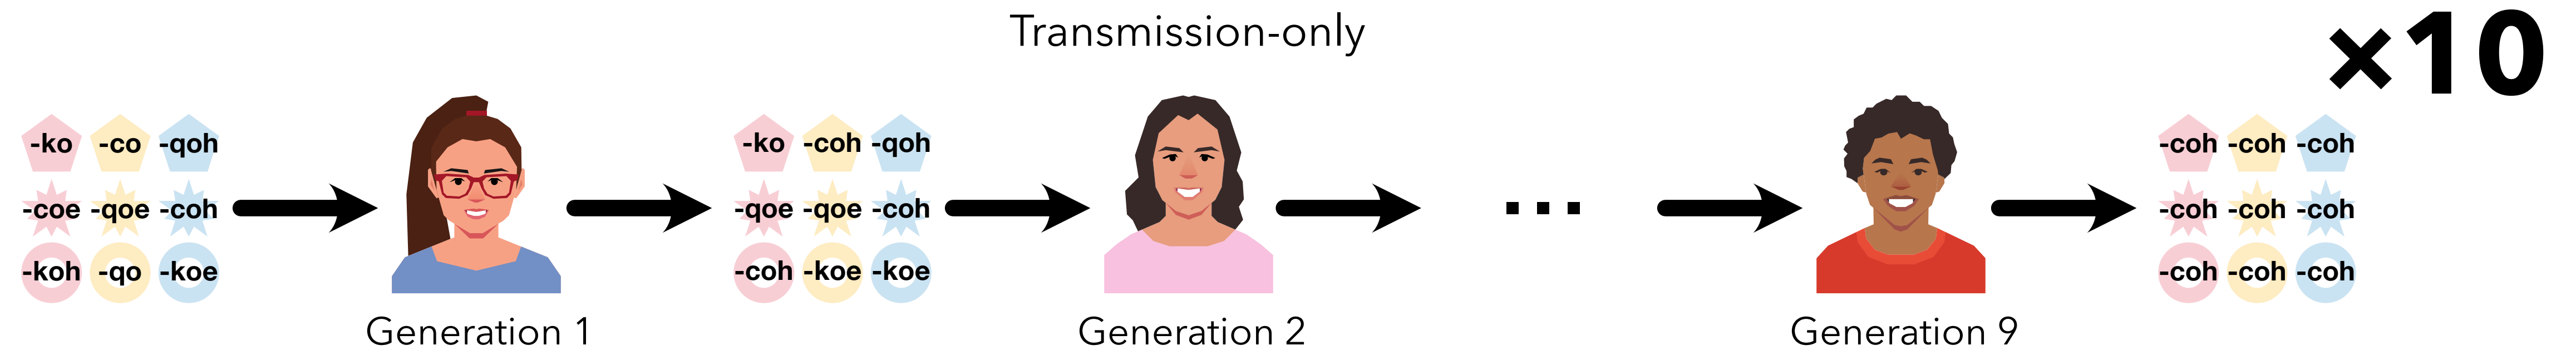 Transmission-only
×10
-ko -co -qoh
-coe -qoe -coh
-koh -qo -koe
Generation 1
-ko -coh -qoh
-qoe -qoe -coh
-coh -koe -koe
Generation 2
...
Generation 9
-coh -coh -coh
-coh -coh -coh
-coh -coh -coh